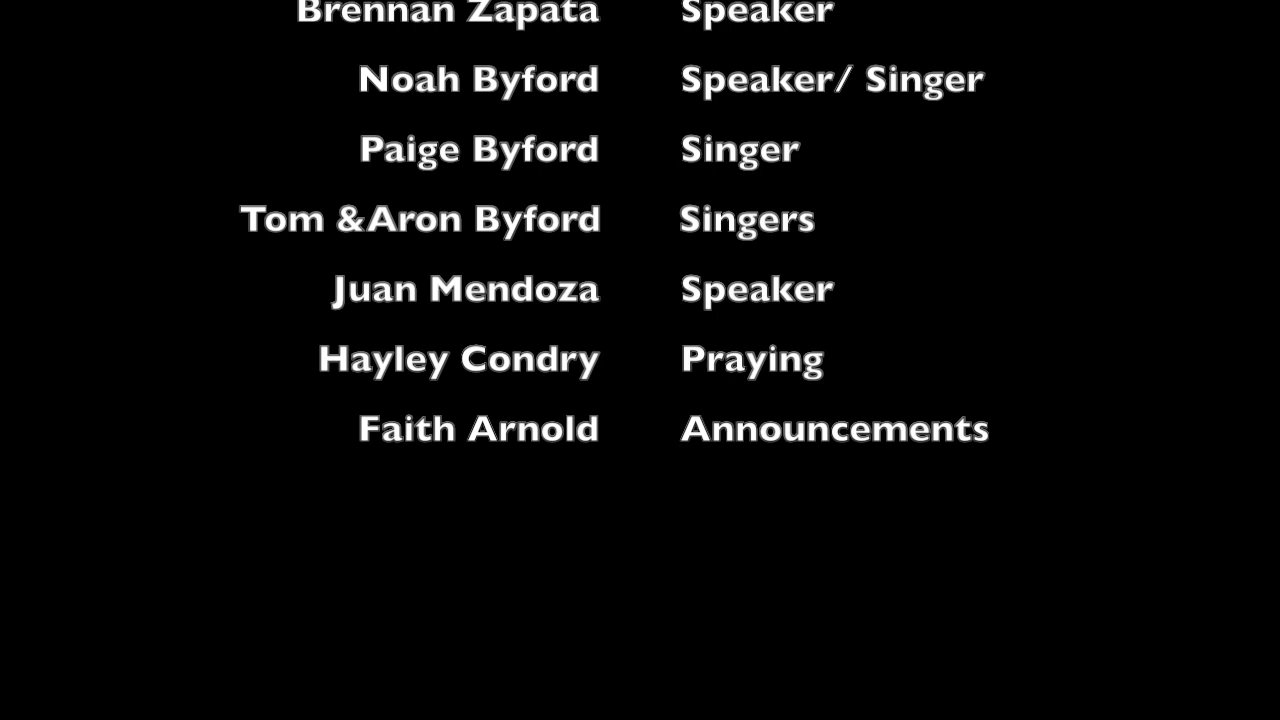 Brennan Zapata Speaker
Noah Byford Speaker/ Singer
Paige Byford Singer
Tom &Aron Byford Singers
Juan Mendoza Speaker
Hayley Condry Praying
Faith Arnold Announcements